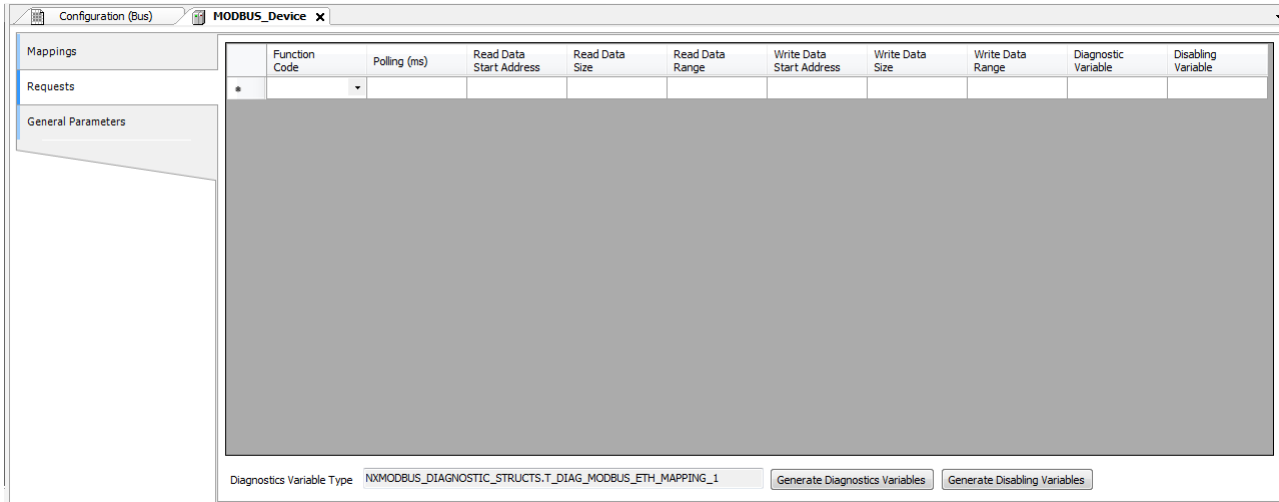 Configuration (Bus) MODBUS_Device X
Mappings
Requests
General Parameters
Function Code Polling (ms) Read Data Start Address Read Data Size Read Data Range Write Data Start Address Write Data Size Write Data Range Diagnostic Variable Disabling Variable
Diagnostics Variable Type NXMODBUS_DIAGNOSTIC_STRUCTS.T_DIAG_MODBUS_ETH_MAPPING_1 Generate Diagnostics Variables Generate Disabling Variables